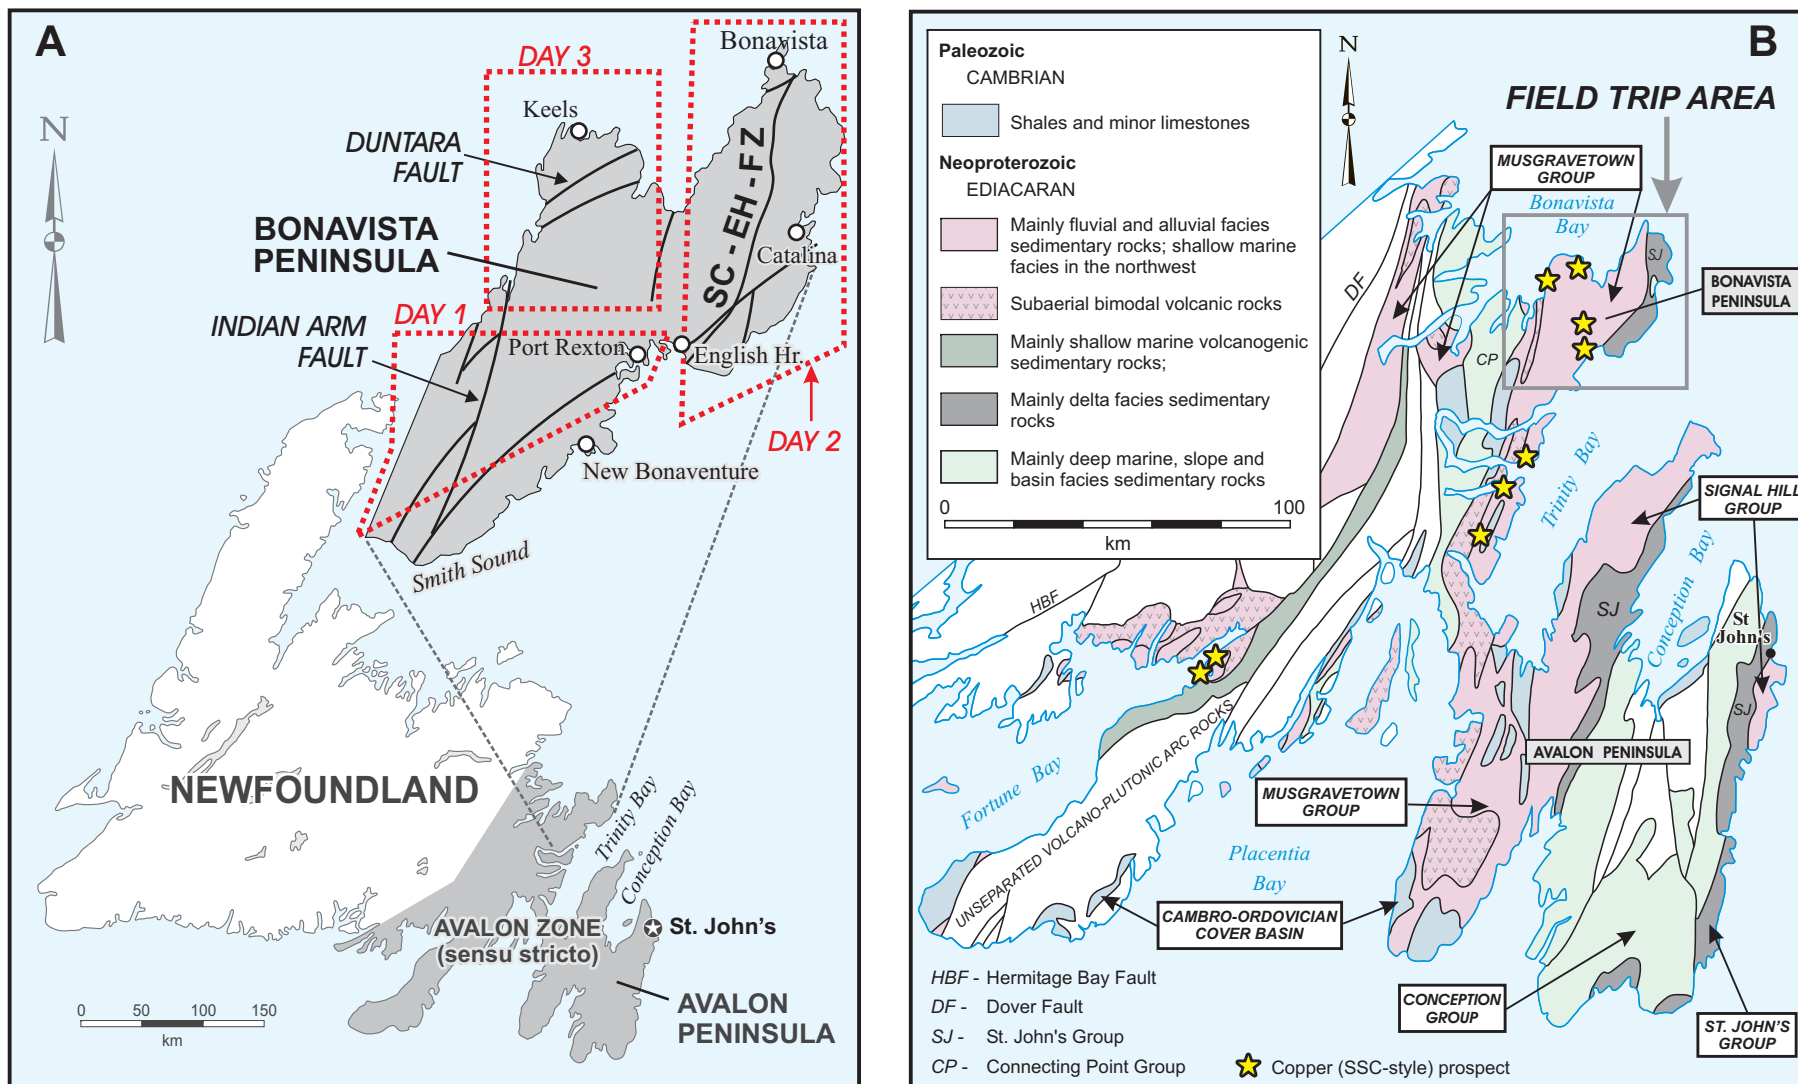 A
N
DAY 3
Bonavista
Keels
DUNTARA
FAULT
BONAVISTA
PENINSULA
SC - EH - F Z
Catalina
DAY 1
INDIAN ARM
FAULT
Port Rexton
English Hr.
DAY 2
New Bonaventure
Smith Sound
NEWFOUNDLAND
Trinity Bay
Conception Bay
AVALON ZONE
(sensu stricto)
St. John's
AVALON
PENINSULA
0 50 100 150
km
B
Paleozoic
CAMBRIAN
Shales and minor limestones
Neoproterozoic
EDIACARAN
Mainly fluvial and alluvial facies
sedimentary rocks; shallow marine
facies in the northwest
Subaerial bimodal volcanic rocks
Mainly shallow marine volcanogenic
sedimentary rocks;
Mainly delta facies sedimentary
rocks
Mainly deep marine, slope and
basin facies sedimentary rocks
0 100
km
N
FIELD TRIP AREA
MUSGRAVETOWN
GROUP
Bonavista
Bay
SJ
BONAVISTA
PENINSULA
DF
CP
Trinity Bay
SIGNAL HILL
GROUP
Conception Bay
SJ
St
John's
SJ
HBF
AVALON PENINSULA
UNSEPARATED VOLCANO-PLUTONIC ARC ROCKS
Fortune Bay
MUSGRAVETOWN
GROUP
Placentia
Bay
CAMBRO-ORDOVICIAN
COVER BASIN
CONCEPTION
GROUP
ST. JOHN'S
GROUP
HBF - Hermitage Bay Fault
DF - Dover Fault
SJ - St. John's Group
CP - Connecting Point Group
Copper (SSC-style) prospect